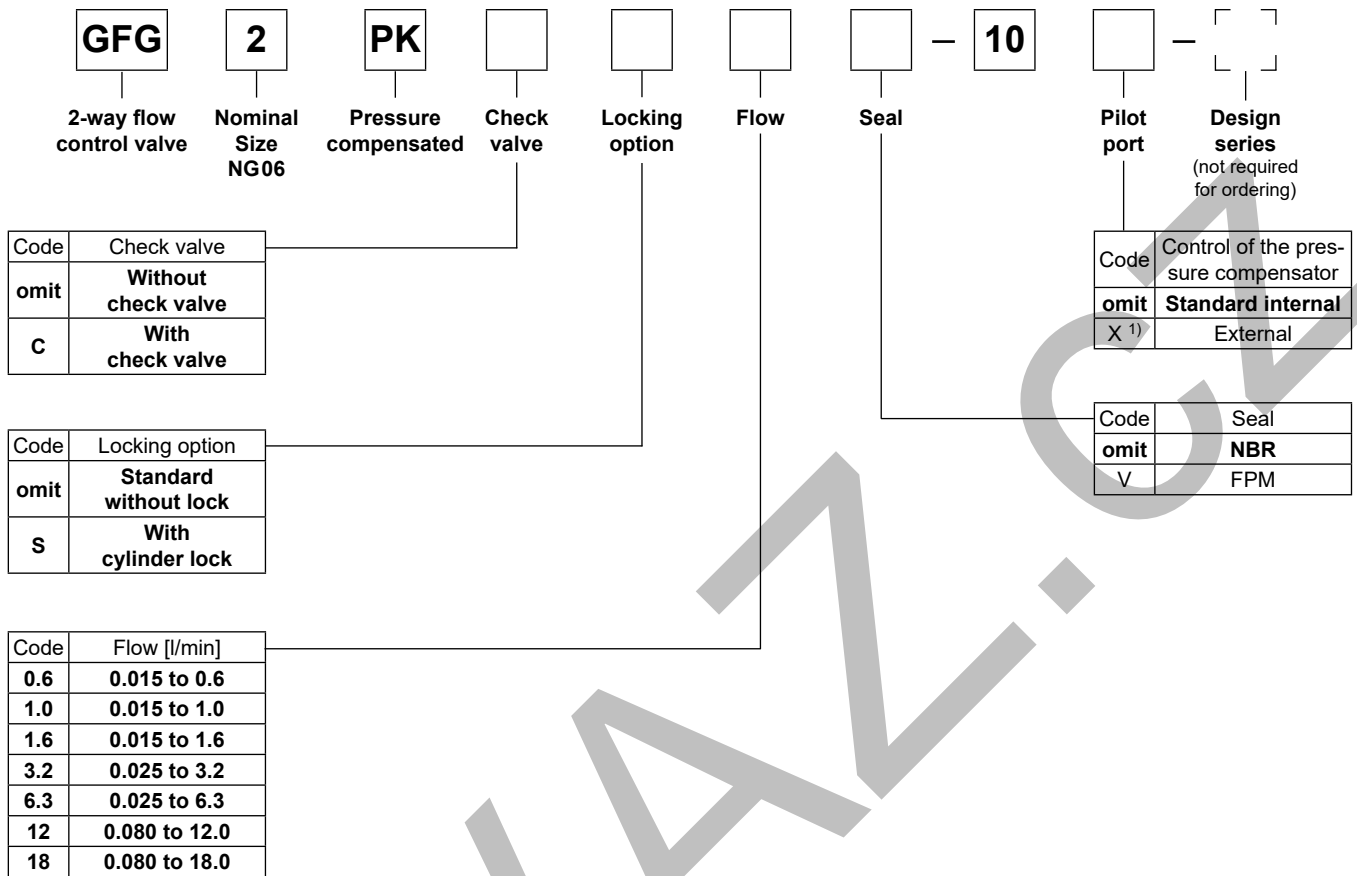 GFG 2 PK – 10 –
2-way flow
control valve
Nominal
Size
NG06
Pressure
compensated
Check
valve
Locking
option
Flow
Seal
Pilot
port
Design
series
(not required
for ordering)
Code Check valve
omit Without
check valve
C With
check valve
Code Control of the pres-
sure compensator
omit Standard internal
X 1) External
Code Locking option
omit Standard
without lock
S With
cylinder lock
Code Seal
omit NBR
V FPM
Code Flow [l/min]
0.6 0.015 to 0.6
1.0 0.015 to 1.0
1.6 0.015 to 1.6
3.2 0.025 to 3.2
6.3 0.025 to 6.3
12 0.080 to 12.0
18 0.080 to 18.0
AZ.CZ